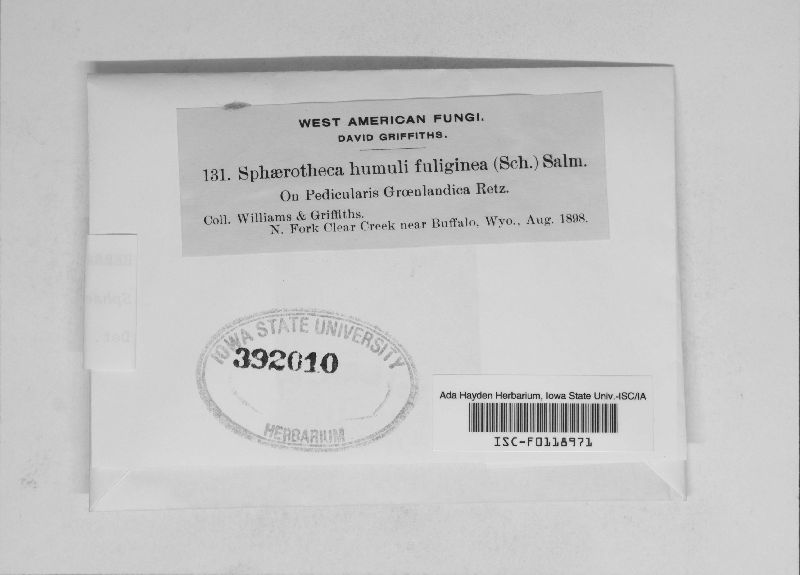 WEST AMERICAN FUNGI.
DAVID GRIFFITHS.
131. Sphærotheca humuli fuliginea (Sch.) Salm.
On Pedicularis Grœnlandica Retz.
Coll. Williams & Griffiths.
N. Fork Clear Creek near Buffalo, Wyo., Aug. 1898.
IOWA STATE UNIVERSITY
392010
HERBARIUM
Ada Hayden Herbarium, Iowa State Univ.-ISC/IA
ISC-F0118971